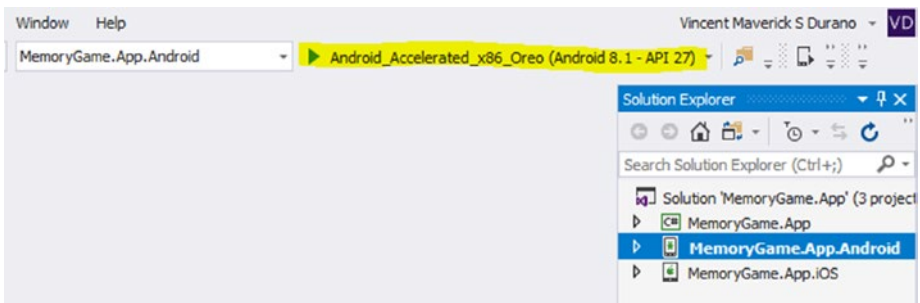 Window Help Vincent Maverick S Durano VD
MemoryGame.App.Android Android_Accelerated_x86_Oreo (Android 8.1 - API 27)
Solution Explorer
Search Solution Explorer (Ctrl+;)
Solution 'MemoryGame.App' (3 project
C# MemoryGame.App
MemoryGame.App.Android
MemoryGame.App.iOS